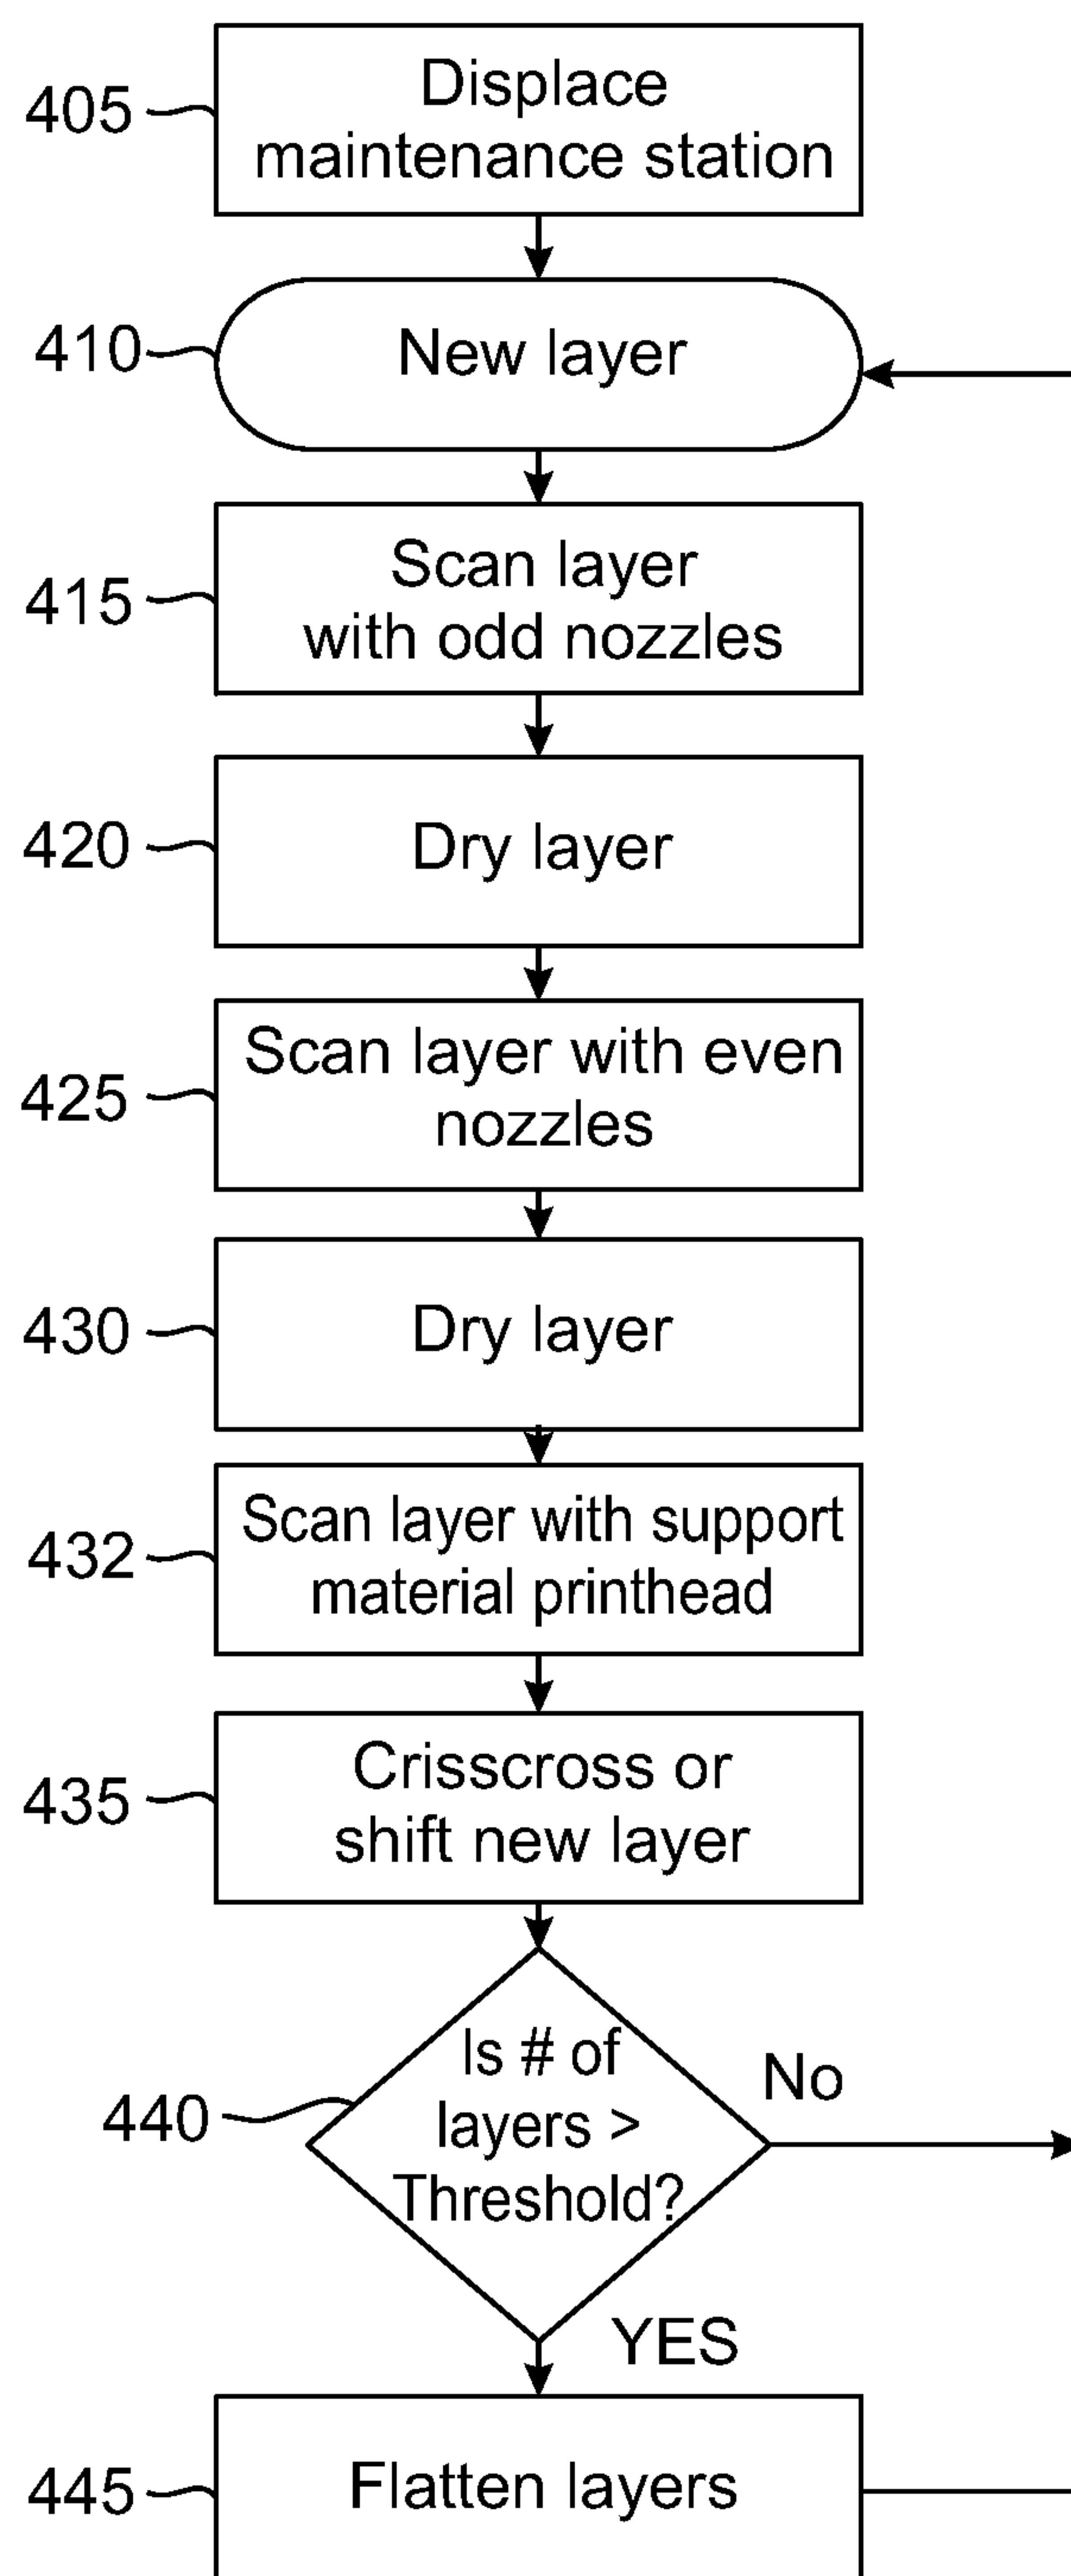 405
Displace
maintenance station
410
New layer
415
Scan layer
with odd nozzles
420
Dry layer
425
Scan layer with even
nozzles
430
Dry layer
432
Scan layer with support
material printhead
435
Crisscross or
shift new layer
440
Is # of
layers >
Threshold?
No
YES
445
Flatten layers